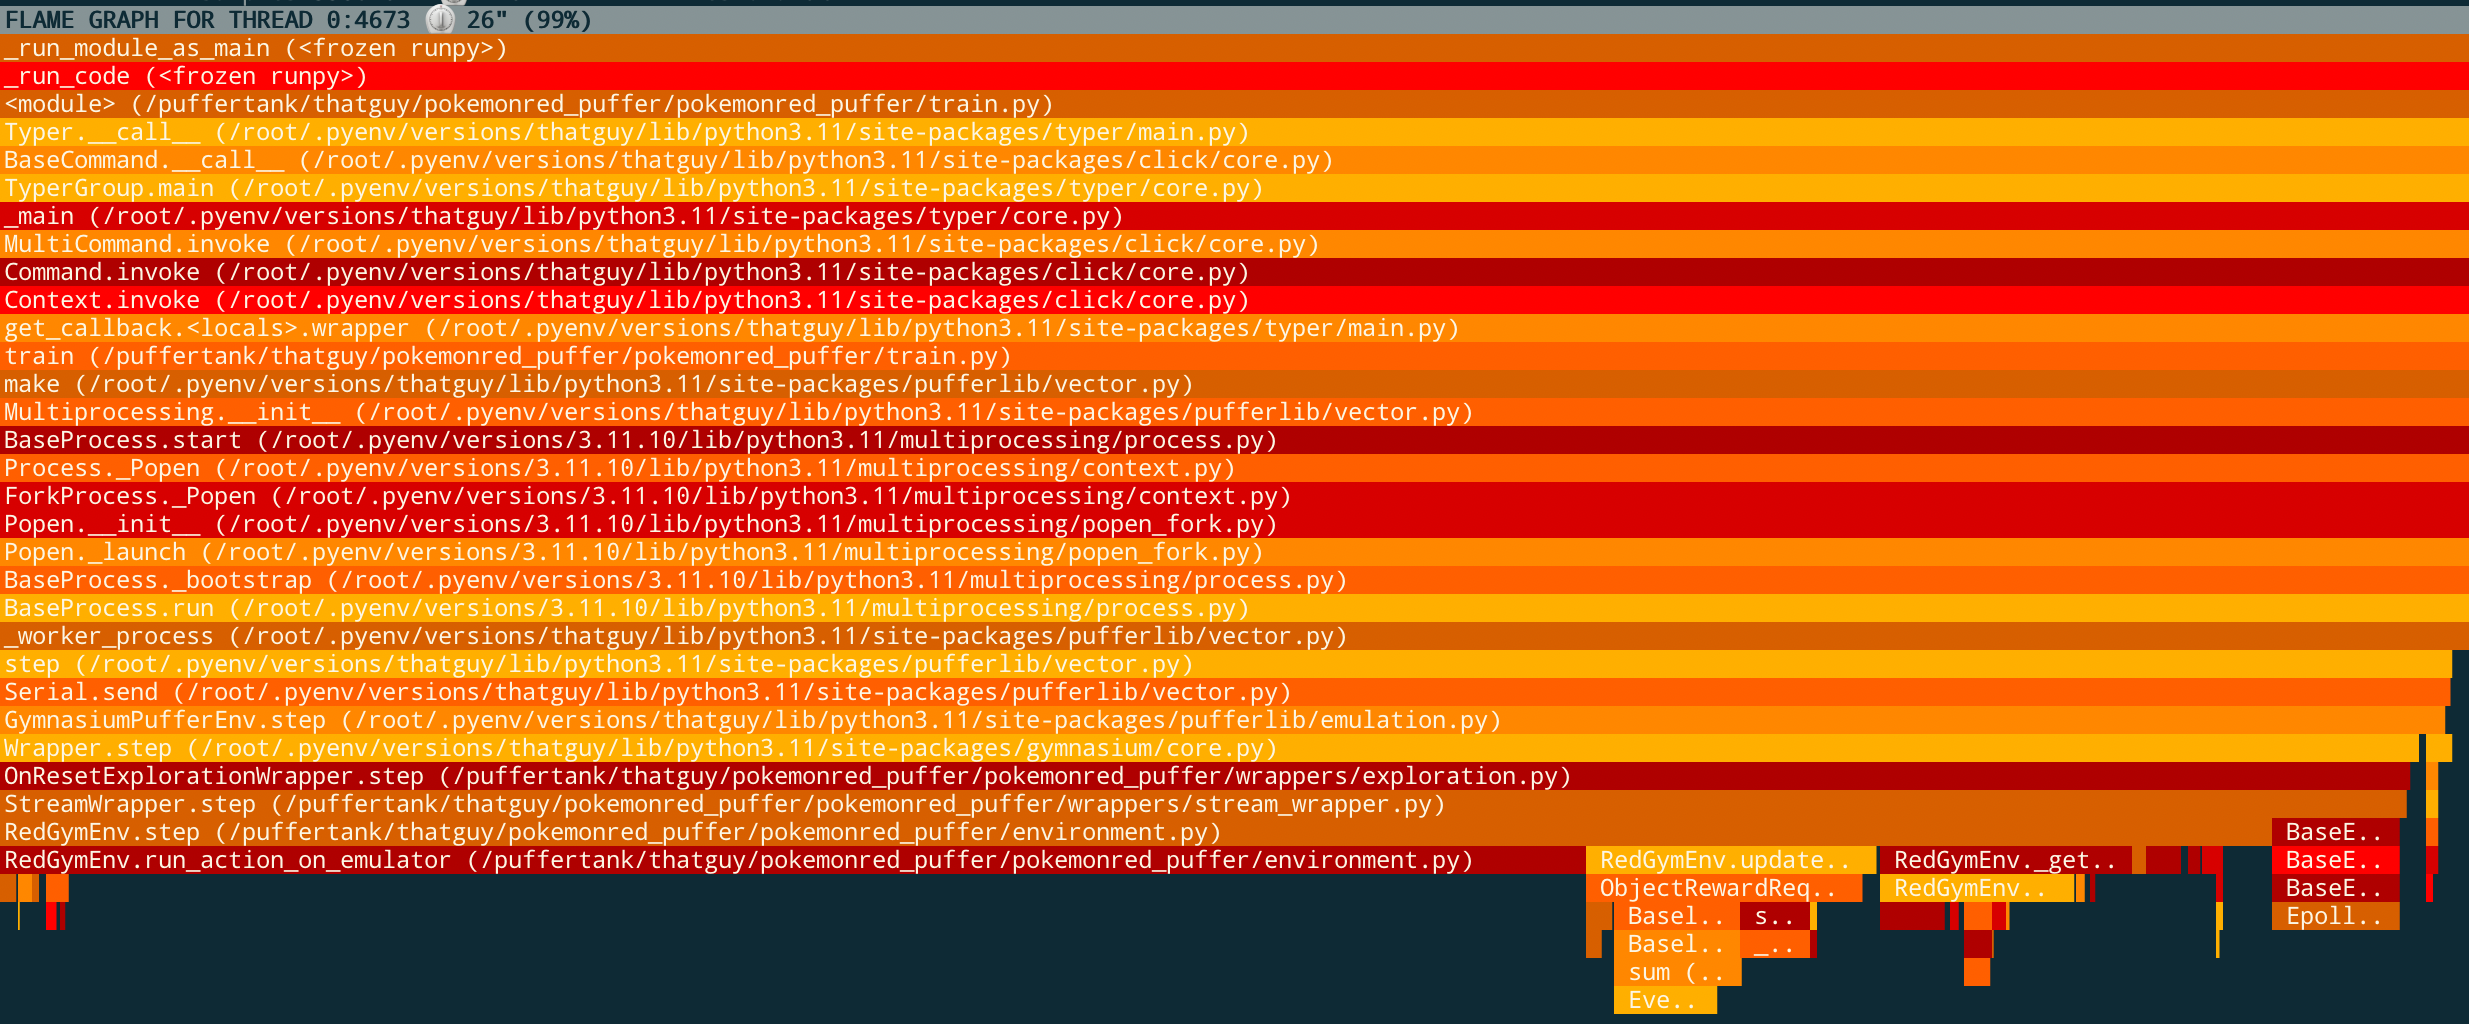 FLAME GRAPH FOR THREAD 0:4673 26" (99%)
_run_module_as_main (<frozen runpy>)
_run_code (<frozen runpy>)
<module> (/puffertank/thatguy/pokemonred_puffer/pokemonred_puffer/train.py)
Typer.__call__ (/root/.pyenv/versions/thatguy/lib/python3.11/site-packages/typer/main.py)
BaseCommand.__call__ (/root/.pyenv/versions/thatguy/lib/python3.11/site-packages/click/core.py)
TyperGroup.main (/root/.pyenv/versions/thatguy/lib/python3.11/site-packages/typer/core.py)
_main (/root/.pyenv/versions/thatguy/lib/python3.11/site-packages/typer/core.py)
MultiCommand.invoke (/root/.pyenv/versions/thatguy/lib/python3.11/site-packages/click/core.py)
Command.invoke (/root/.pyenv/versions/thatguy/lib/python3.11/site-packages/click/core.py)
Context.invoke (/root/.pyenv/versions/thatguy/lib/python3.11/site-packages/click/core.py)
get_callback.<locals>.wrapper (/root/.pyenv/versions/thatguy/lib/python3.11/site-packages/typer/main.py)
train (/puffertank/thatguy/pokemonred_puffer/pokemonred_puffer/train.py)
make (/root/.pyenv/versions/thatguy/lib/python3.11/site-packages/pufferlib/vector.py)
Multiprocessing.__init__ (/root/.pyenv/versions/thatguy/lib/python3.11/site-packages/pufferlib/vector.py)
BaseProcess.start (/root/.pyenv/versions/3.11.10/lib/python3.11/multiprocessing/process.py)
Process._Popen (/root/.pyenv/versions/3.11.10/lib/python3.11/multiprocessing/context.py)
ForkProcess._Popen (/root/.pyenv/versions/3.11.10/lib/python3.11/multiprocessing/context.py)
Popen.__init__ (/root/.pyenv/versions/3.11.10/lib/python3.11/multiprocessing/popen_fork.py)
Popen._launch (/root/.pyenv/versions/3.11.10/lib/python3.11/multiprocessing/popen_fork.py)
BaseProcess._bootstrap (/root/.pyenv/versions/3.11.10/lib/python3.11/multiprocessing/process.py)
BaseProcess.run (/root/.pyenv/versions/3.11.10/lib/python3.11/multiprocessing/process.py)
_worker_process (/root/.pyenv/versions/thatguy/lib/python3.11/site-packages/pufferlib/vector.py)
step (/root/.pyenv/versions/thatguy/lib/python3.11/site-packages/pufferlib/vector.py)
Serial.send (/root/.pyenv/versions/thatguy/lib/python3.11/site-packages/pufferlib/vector.py)
GymnasiumPufferEnv.step (/root/.pyenv/versions/thatguy/lib/python3.11/site-packages/pufferlib/emulation.py)
Wrapper.step (/root/.pyenv/versions/thatguy/lib/python3.11/site-packages/gymnasium/core.py)
OnResetExplorationWrapper.step (/puffertank/thatguy/pokemonred_puffer/pokemonred_puffer/wrappers/exploration.py)
StreamWrapper.step (/puffertank/thatguy/pokemonred_puffer/pokemonred_puffer/wrappers/stream_wrapper.py)
RedGymEnv.step (/puffertank/thatguy/pokemonred_puffer/pokemonred_puffer/environment.py) BaseE..
RedGymEnv.run_action_on_emulator (/puffertank/thatguy/pokemonred_puffer/pokemonred_puffer/environment.py) RedGymEnv.update.. RedGymEnv._get.. BaseE..
ObjectRewardReq.. RedGymEnv.. BaseE..
Basel.. s.. Epoll..
Basel.. _..
sum (..
Eve..